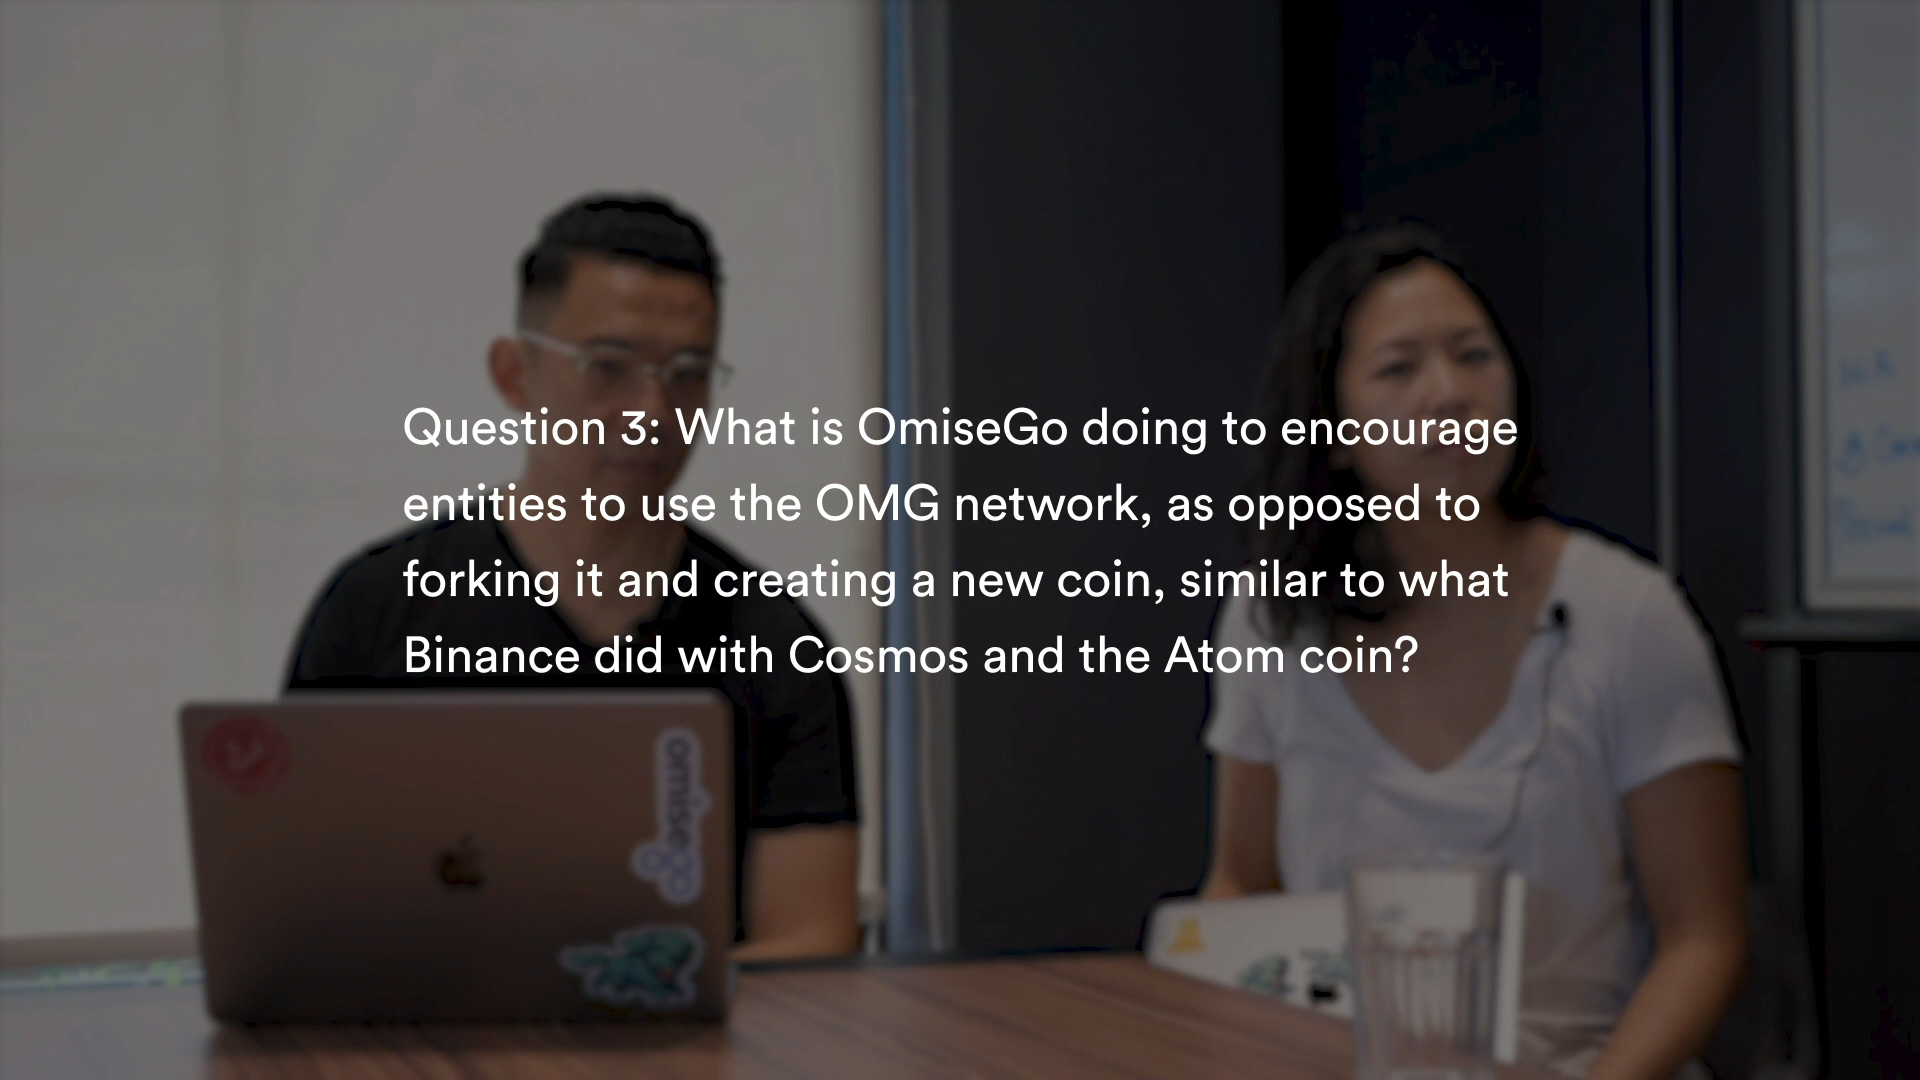 Question 3: What is OmiseGo doing to encourage
entities to use the OMG network, as opposed to
forking it and creating a new coin, similar to what
Binance did with Cosmos and the Atom coin?
omisego